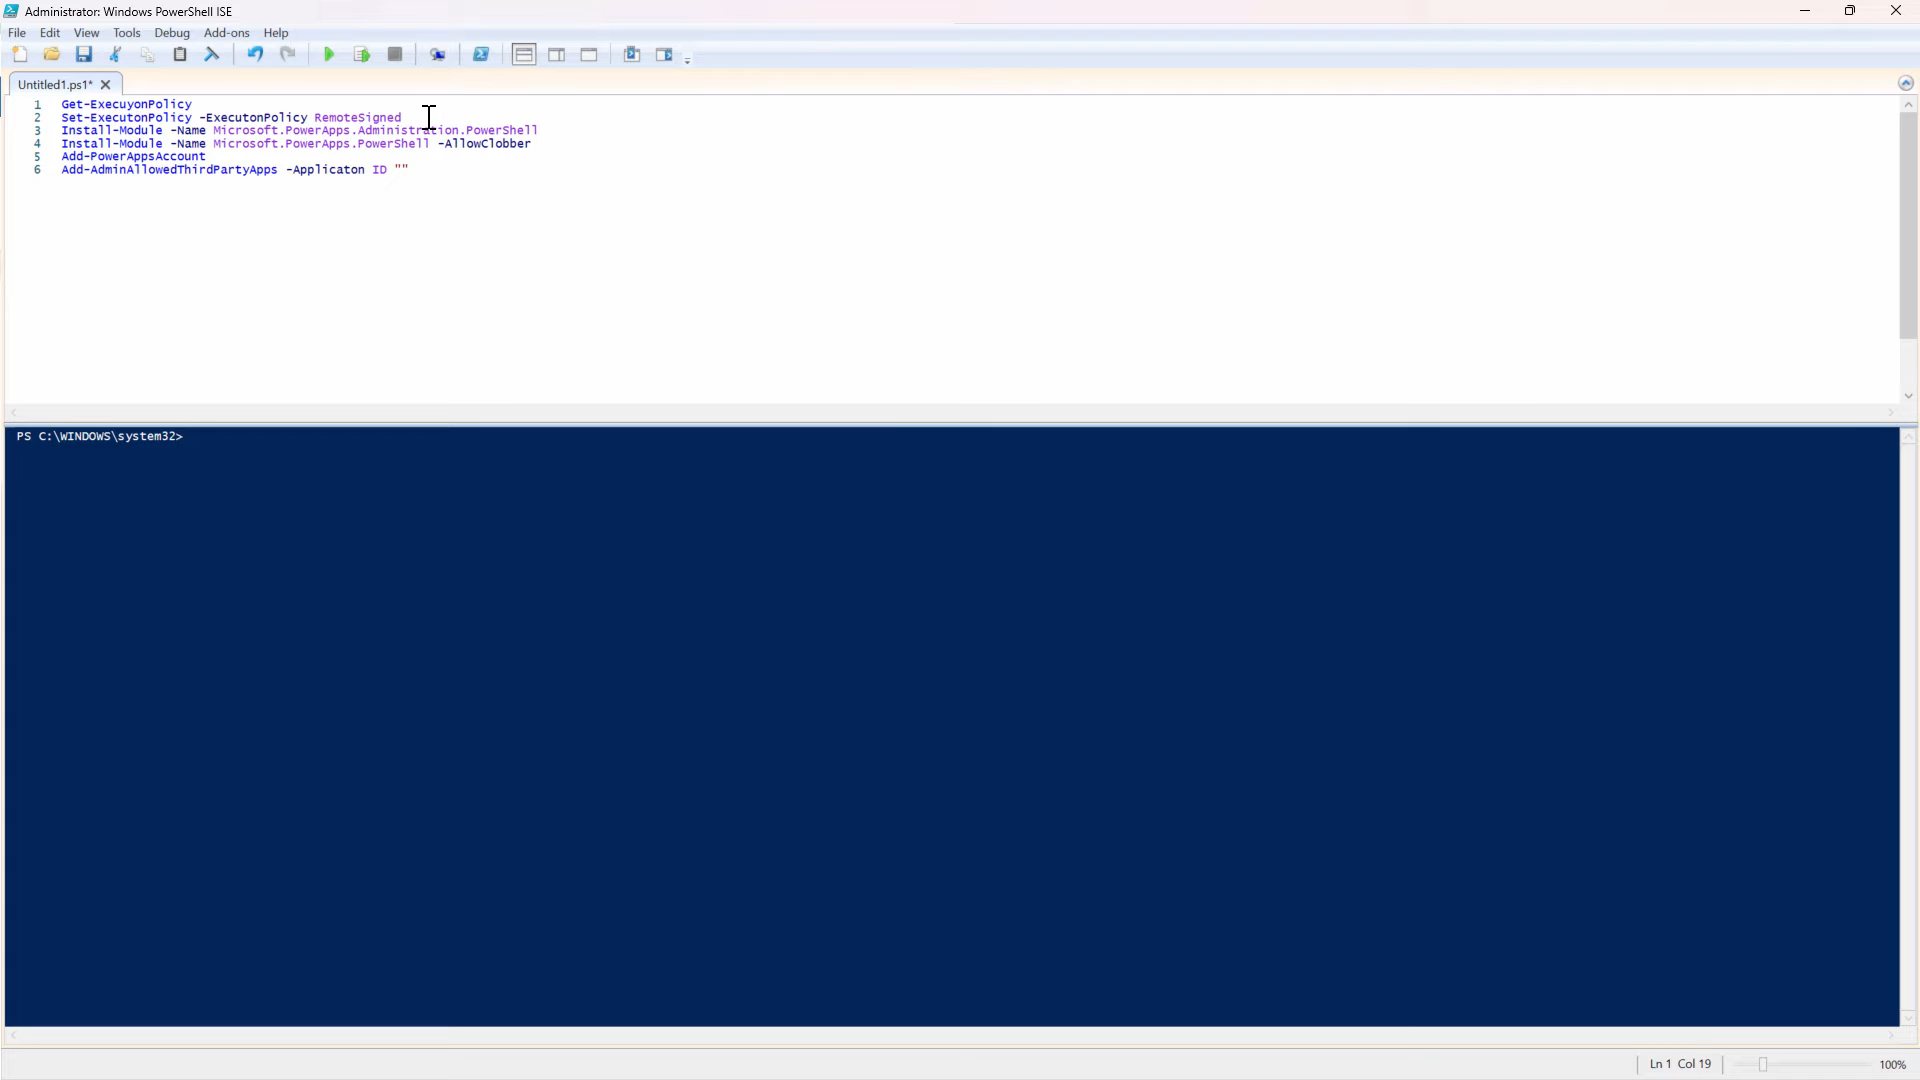 Administrator: Windows PowerShell ISE
File Edit View Tools Debug Add-ons Help
Untitled1.ps1*
1 Get-ExecuyonPolicy
2 Set-ExecutonPolicy -ExecutonPolicy RemoteSigned
3 Install-Module -Name Microsoft.PowerApps.Administration.PowerShell
4 Install-Module -Name Microsoft.PowerApps.PowerShell -AllowClobber
5 Add-PowerAppsAccount
6 Add-AdminAllowedThirdPartyApps -Applicaton ID ""
PS C:\WINDOWS\system32>
Ln 1 Col 19 100%